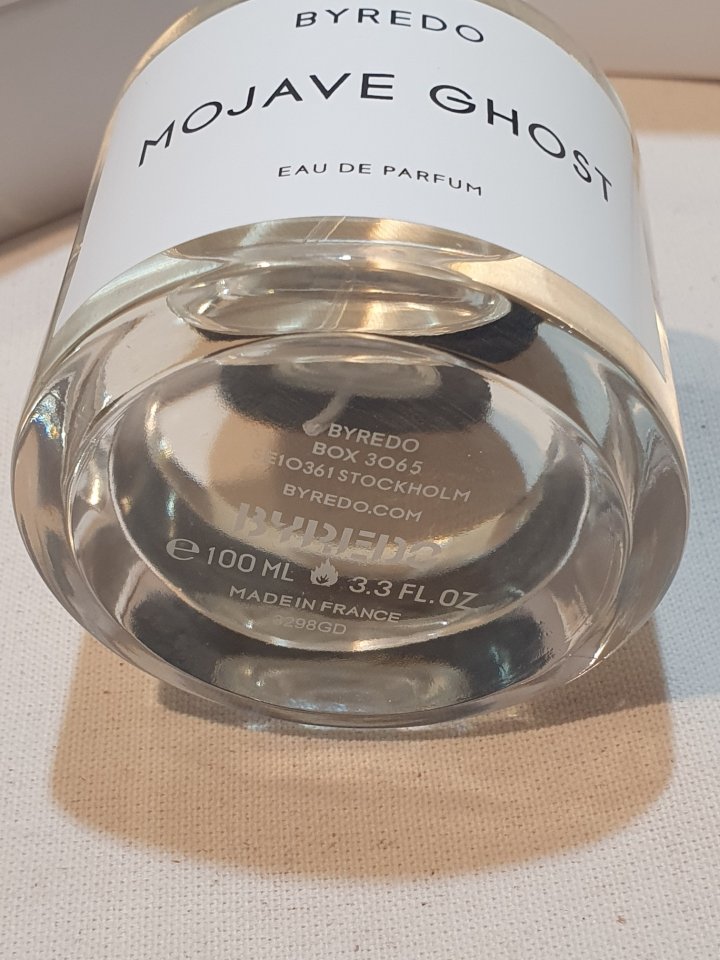 BYREDO
MOJAVE GHOST
EAU DE PARFUM
BYREDO
BOX 3065
SE10361 STOCKHOLM
BYREDO.COM
BYREDO
℮ 100 ML 3.3 FL.OZ
MADE IN FRANCE